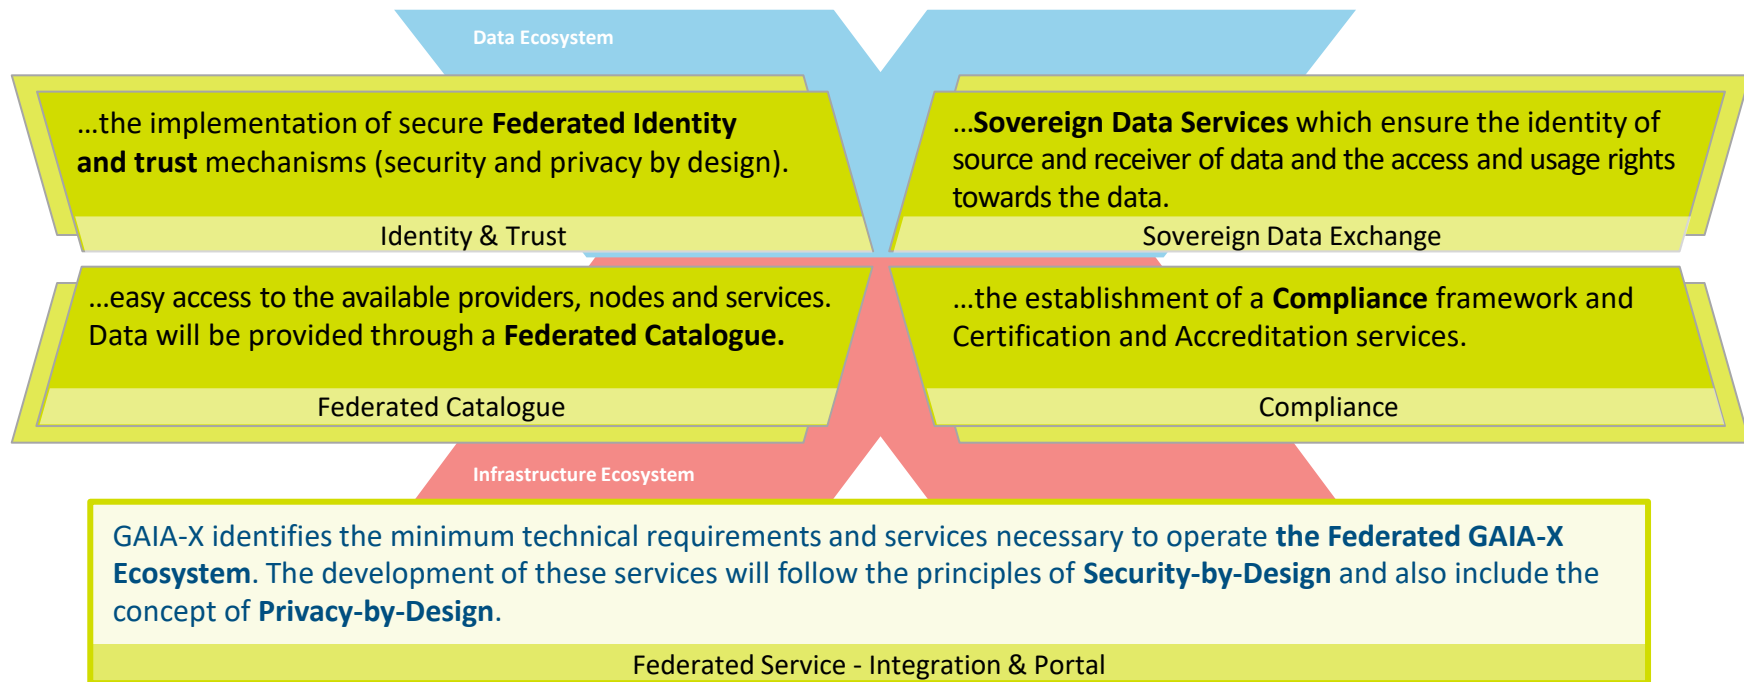 Data Ecosystem
...the implementation of secure Federated Identity
and trust mechanisms (security and privacy by design).
Identity & Trust
...Sovereign Data Services which ensure the identity of
source and receiver of data and the access and usage rights
towards the data.
Sovereign Data Exchange
...easy access to the available providers, nodes and services.
Data will be provided through a Federated Catalogue.
Federated Catalogue
...the establishment of a Compliance framework and
Certification and Accreditation services.
Compliance
Infrastructure Ecosystem
GAIA-X identifies the minimum technical requirements and services necessary to operate the Federated GAIA-X
Ecosystem. The development of these services will follow the principles of Security-by-Design and also include the
concept of Privacy-by-Design.
Federated Service - Integration & Portal